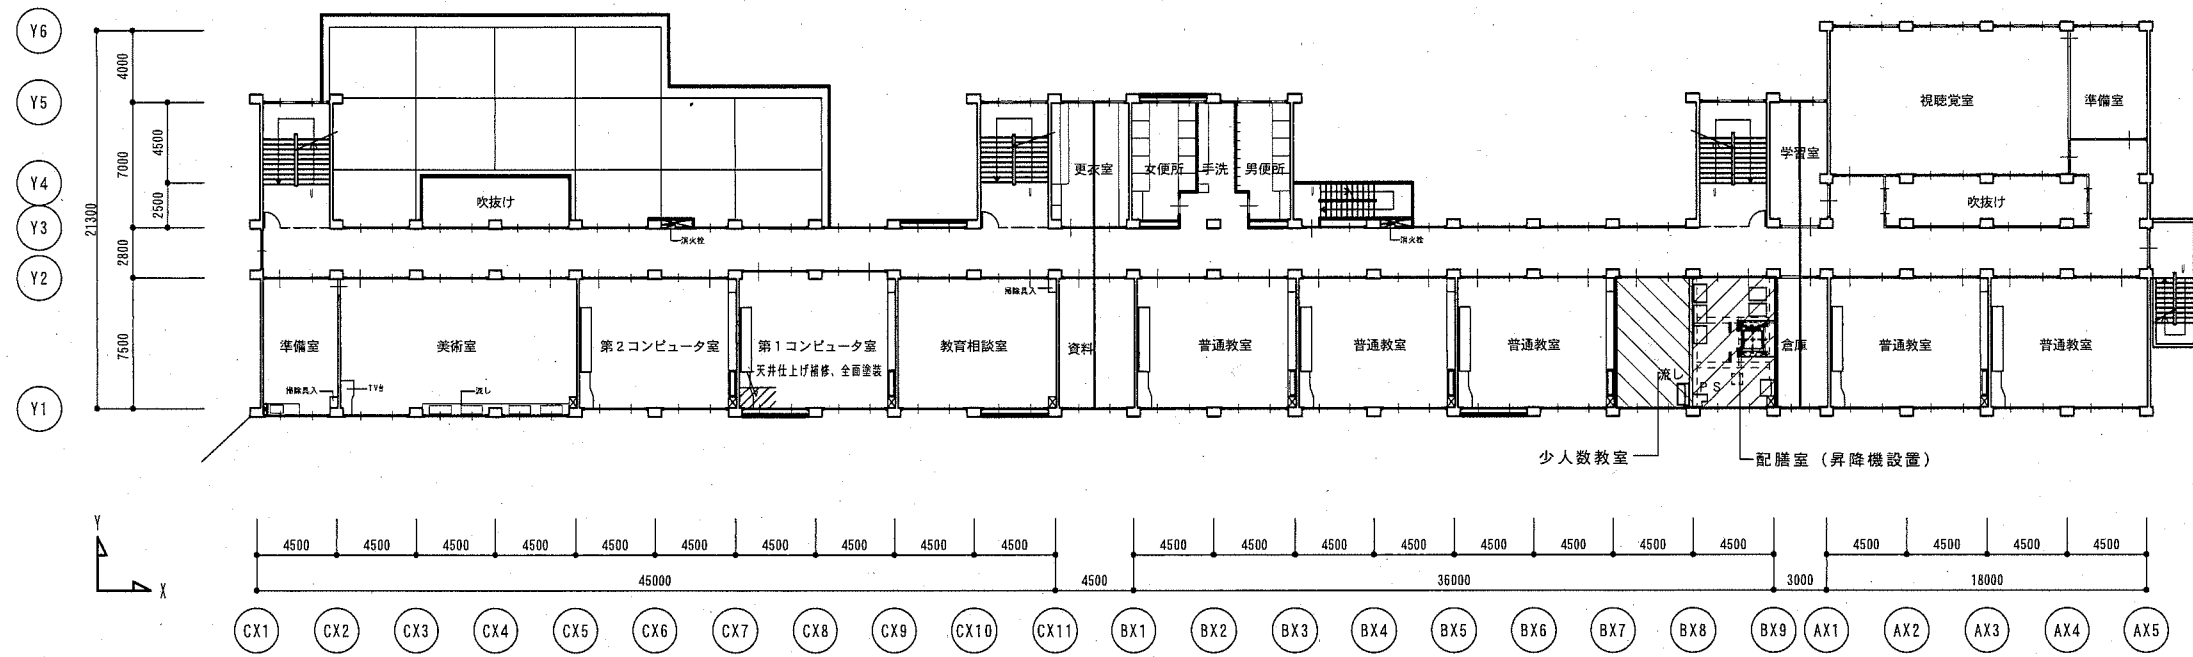 Y6
Y5
Y4
Y3
Y2
Y1
4000
7000
2800
7500
21300
4500
2500
視聴覚室
準備室
学習室
更衣室
女便所
手洗
男便所
吹抜け
吹抜け
消火栓
消火栓
掃除具入
準備室
美術室
第2コンピュータ室
第1コンピュータ室
天井仕上げ補修、全面塗装
教育相談室
資料
普通教室
普通教室
普通教室
流し
PS
倉庫
普通教室
普通教室
掃除具入
TV台
流し
少人数教室
配膳室(昇降機設置)
Y
X
4500 4500 4500 4500 4500 4500 4500 4500 4500 4500 4500 4500 4500 4500 4500 4500 4500 4500 4500 4500 4500 4500
45000 4500 36000 3000 18000
CX1 CX2 CX3 CX4 CX5 CX6 CX7 CX8 CX9 CX10 CX11 BX1 BX2 BX3 BX4 BX5 BX6 BX7 BX8 BX9 AX1 AX2 AX3 AX4 AX5